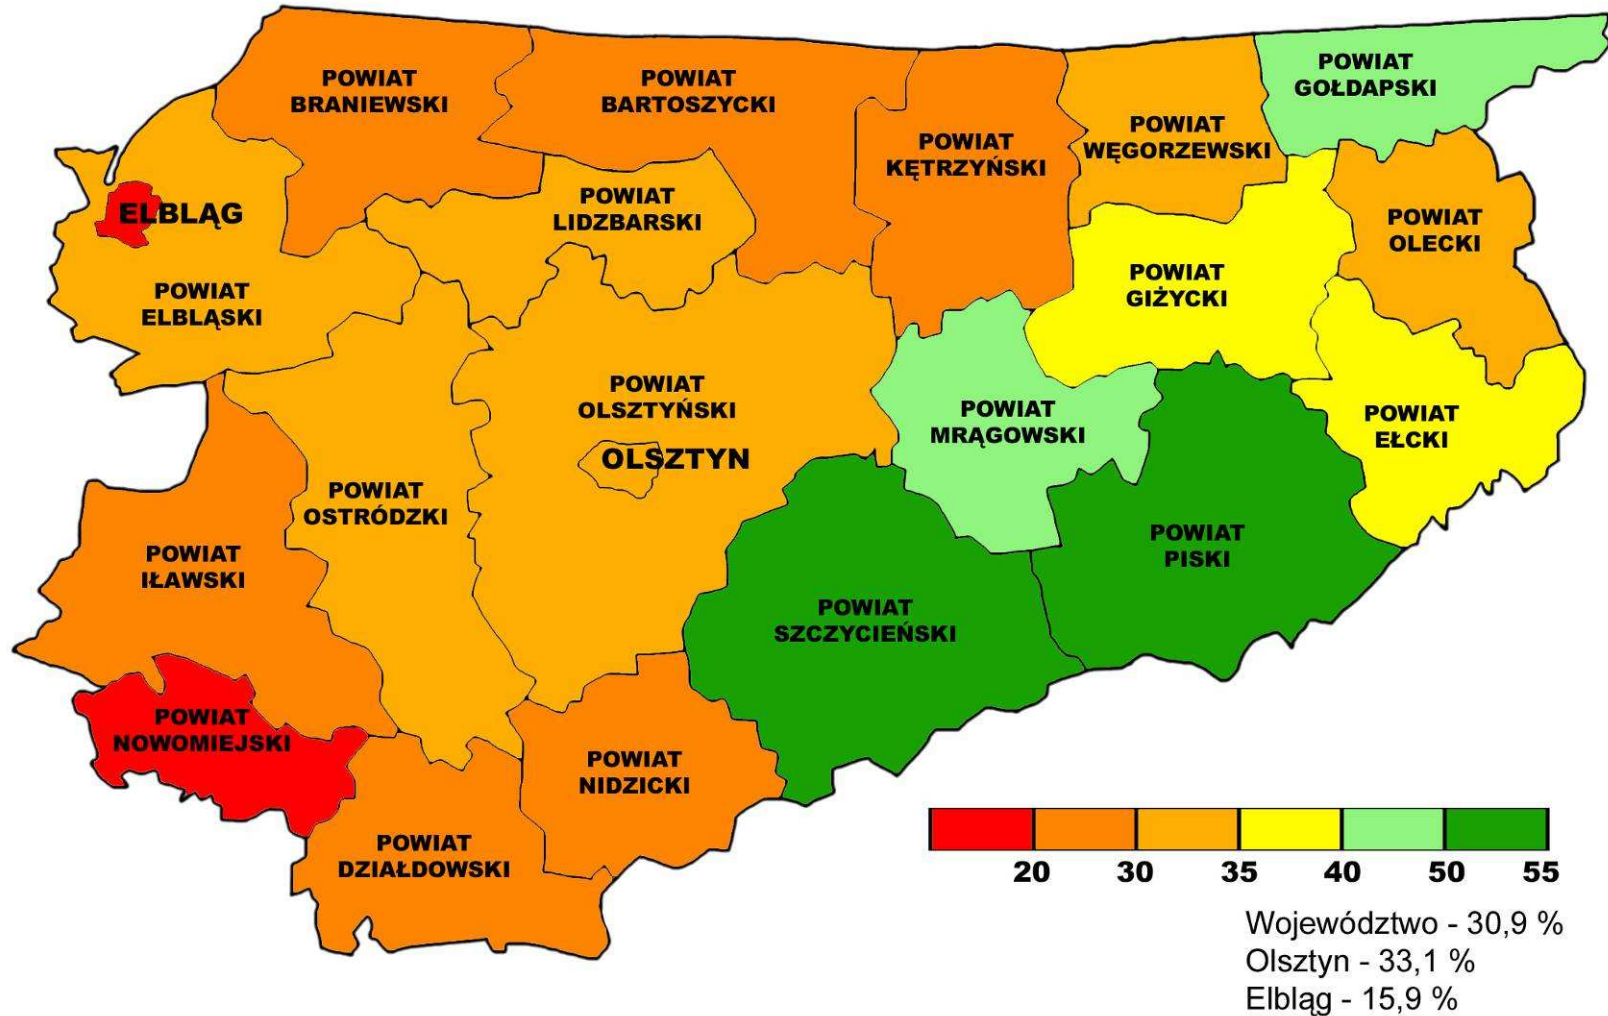 POWIAT
BRANIEWSKI
POWIAT
BARTOSZYCKI
POWIAT
GOŁDAPSKI
POWIAT
KĘTRZYŃSKI
POWIAT
WĘGORZEWSKI
ELBLĄG
POWIAT
LIDZBARSKI
POWIAT
OLECKI
POWIAT
ELBLĄSKI
POWIAT
GIŻYCKI
POWIAT
OLSZTYŃSKI
OLSZTYN
POWIAT
MRĄGOWSKI
POWIAT
EŁCKI
POWIAT
OSTRÓDZKI
POWIAT
IŁAWSKI
POWIAT
PISKI
POWIAT
SZCZYCIEŃSKI
POWIAT
NOWOMIEJSKI
POWIAT
NIDZICKI
POWIAT
DZIAŁDOWSKI
20 30 35 40 50 55
Województwo - 30,9 %
Olsztyn - 33,1 %
Elbląg - 15,9 %